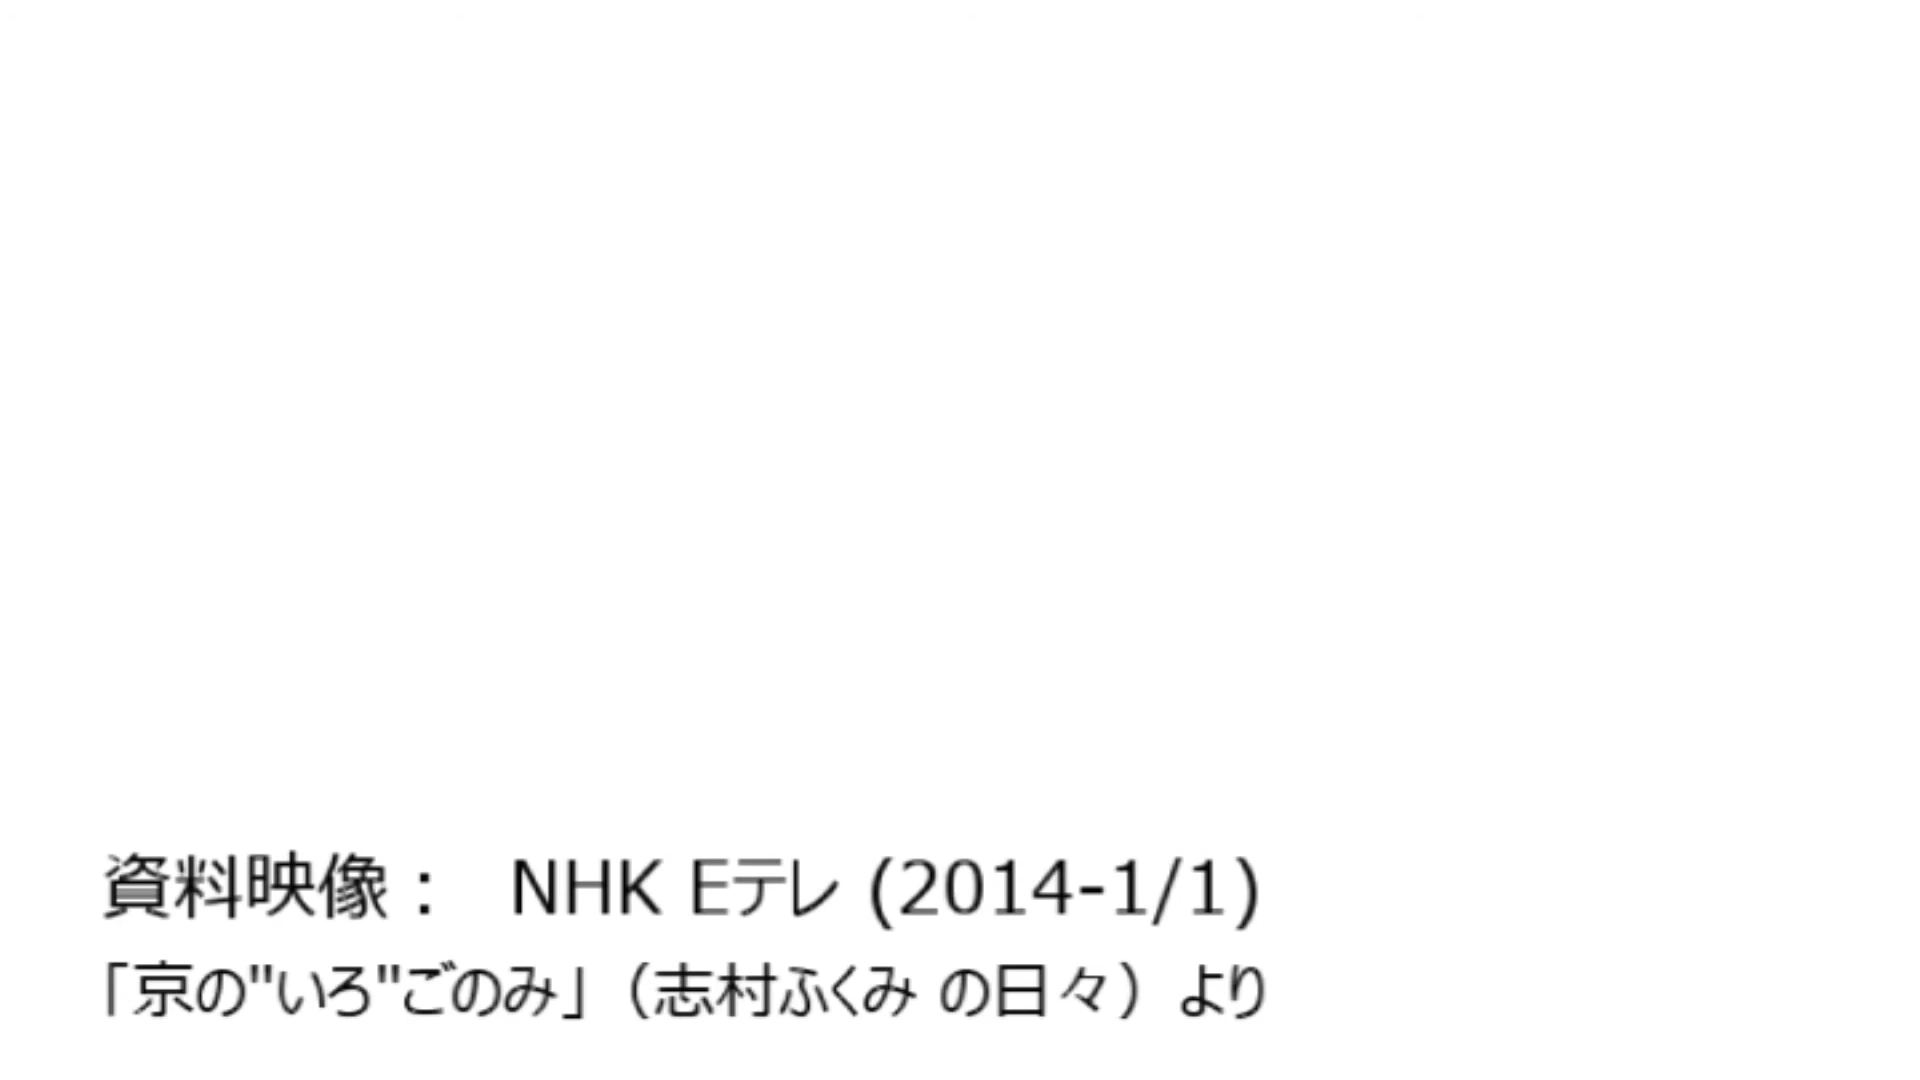 資料映像： NHK Eテレ (2014-1/1)
「京の"いろ"ごのみ」（志村ふくみ の日々）より